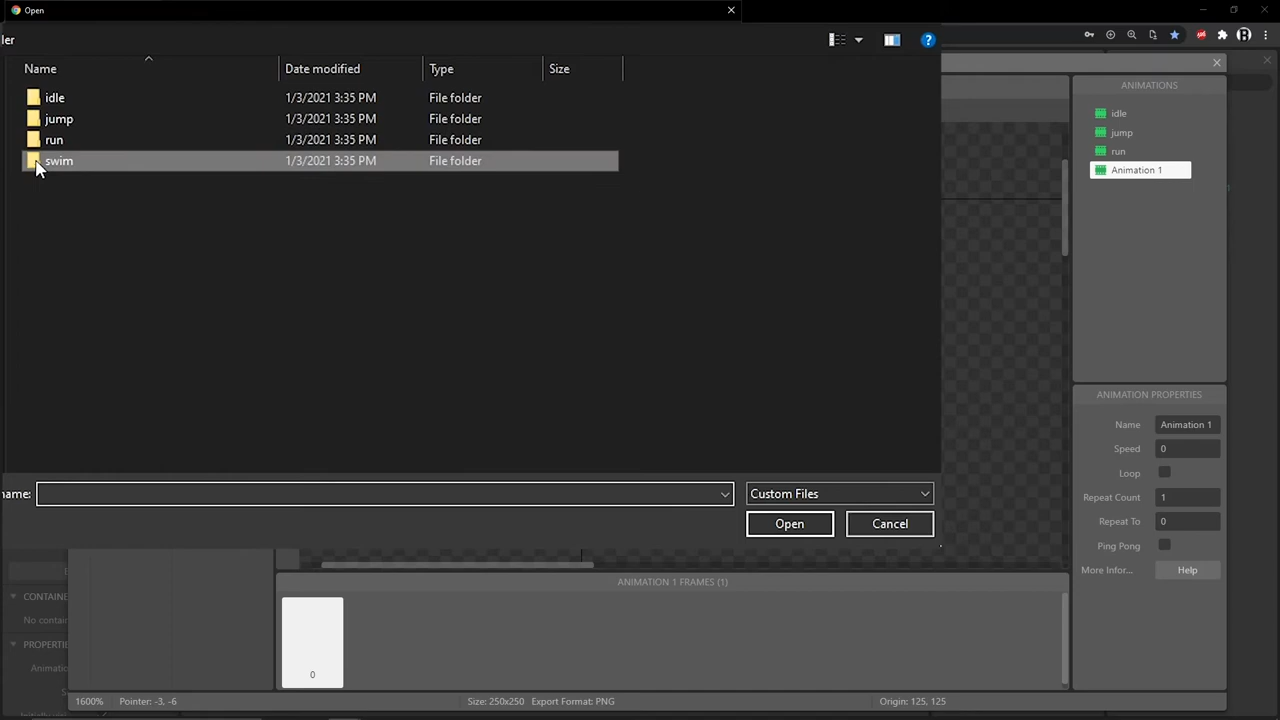 Open
ler
Name Date modified Type Size
idle 1/3/2021 3:35 PM File folder
jump 1/3/2021 3:35 PM File folder
run 1/3/2021 3:35 PM File folder
swim 1/3/2021 3:35 PM File folder
name: Custom Files
Open Cancel
ANIMATIONS
idle
jump
run
Animation 1
ANIMATION PROPERTIES
Name Animation 1
Speed 0
Loop
Repeat Count 1
Repeat To 0
Ping Pong
More Infor... Help
CONTAINE
No contai
PROPERTIE
Animatio
ANIMATION 1 FRAMES (1)
0
1600% Pointer: -3, -6 Size: 250x250 Export Format: PNG Origin: 125, 125